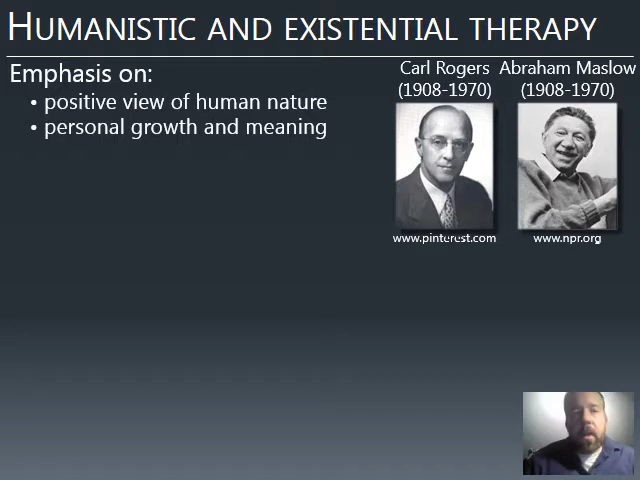 HUMANISTIC AND EXISTENTIAL THERAPY
Emphasis on:
• positive view of human nature
• personal growth and meaning
Carl Rogers
(1908-1970)
www.pinterest.com
Abraham Maslow
(1908-1970)
www.npr.org